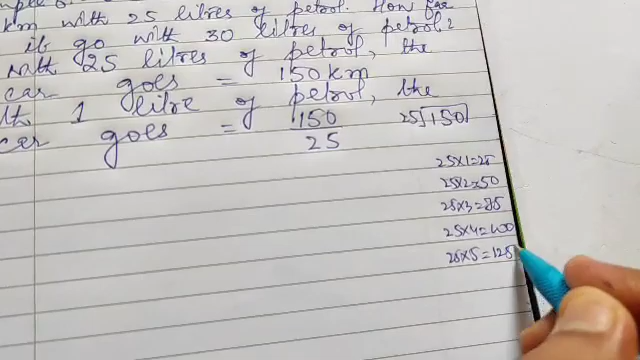 km with 25 litres of petrol. How far
it go with 30 litres of petrol?
with 25 litres of petrol, the
car goes = 150 km
th 1 litre of petrol, the
car goes = 150/25
25)150
25×1=25
25×2=50
25×3=85
25×4=100
25×5=125